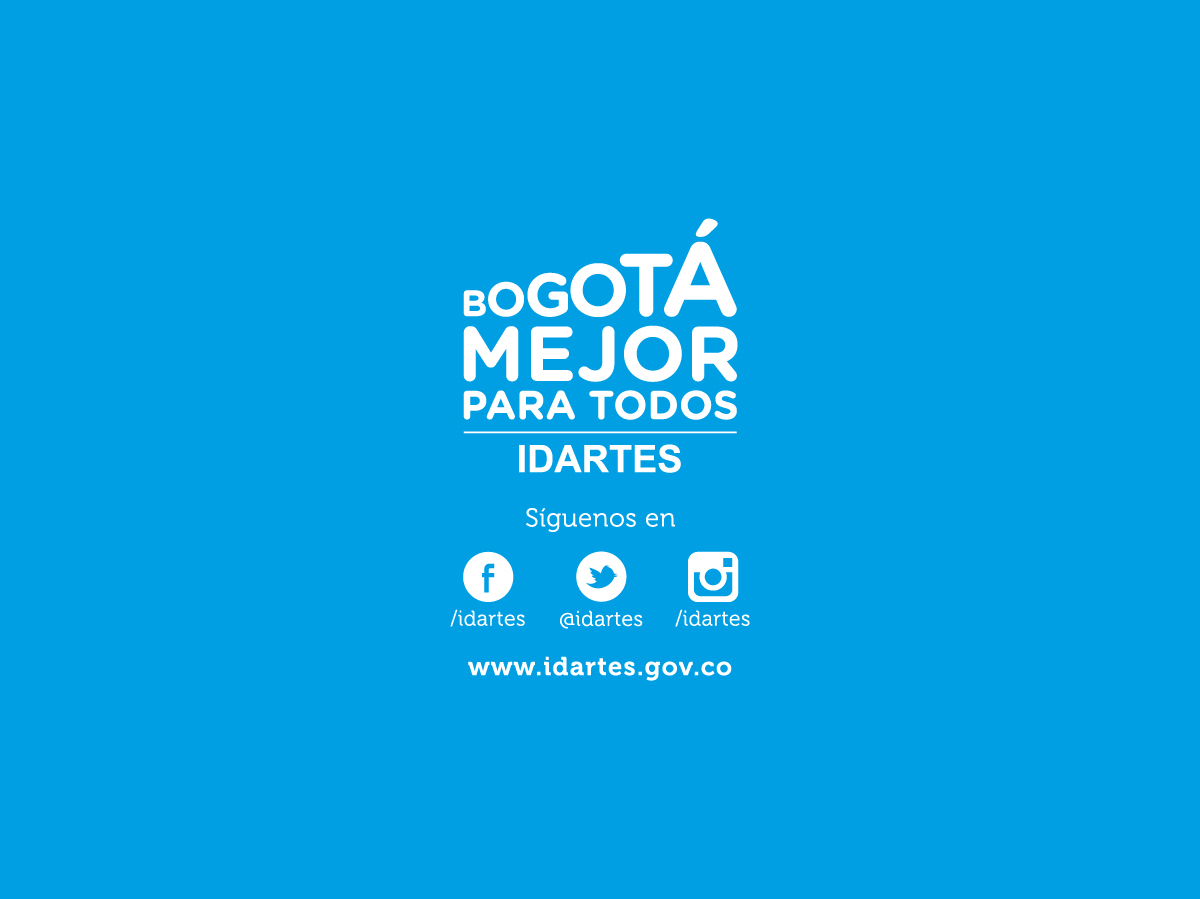 BOGOTÁ
MEJOR
PARA TODOS
IDARTES
Síguenos en
/idartes @idartes /idartes
www.idartes.gov.co